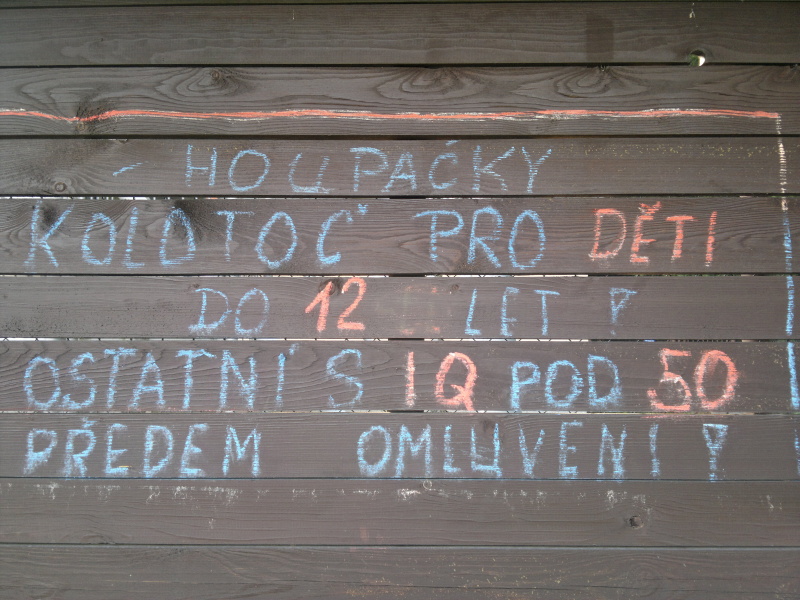 - HOUPAČKY
KOLOTOČ PRO DĚTI
DO 12 LET P
OSTATNÍ S IQ POD 50
PŘEDEM OMLUVENI Y